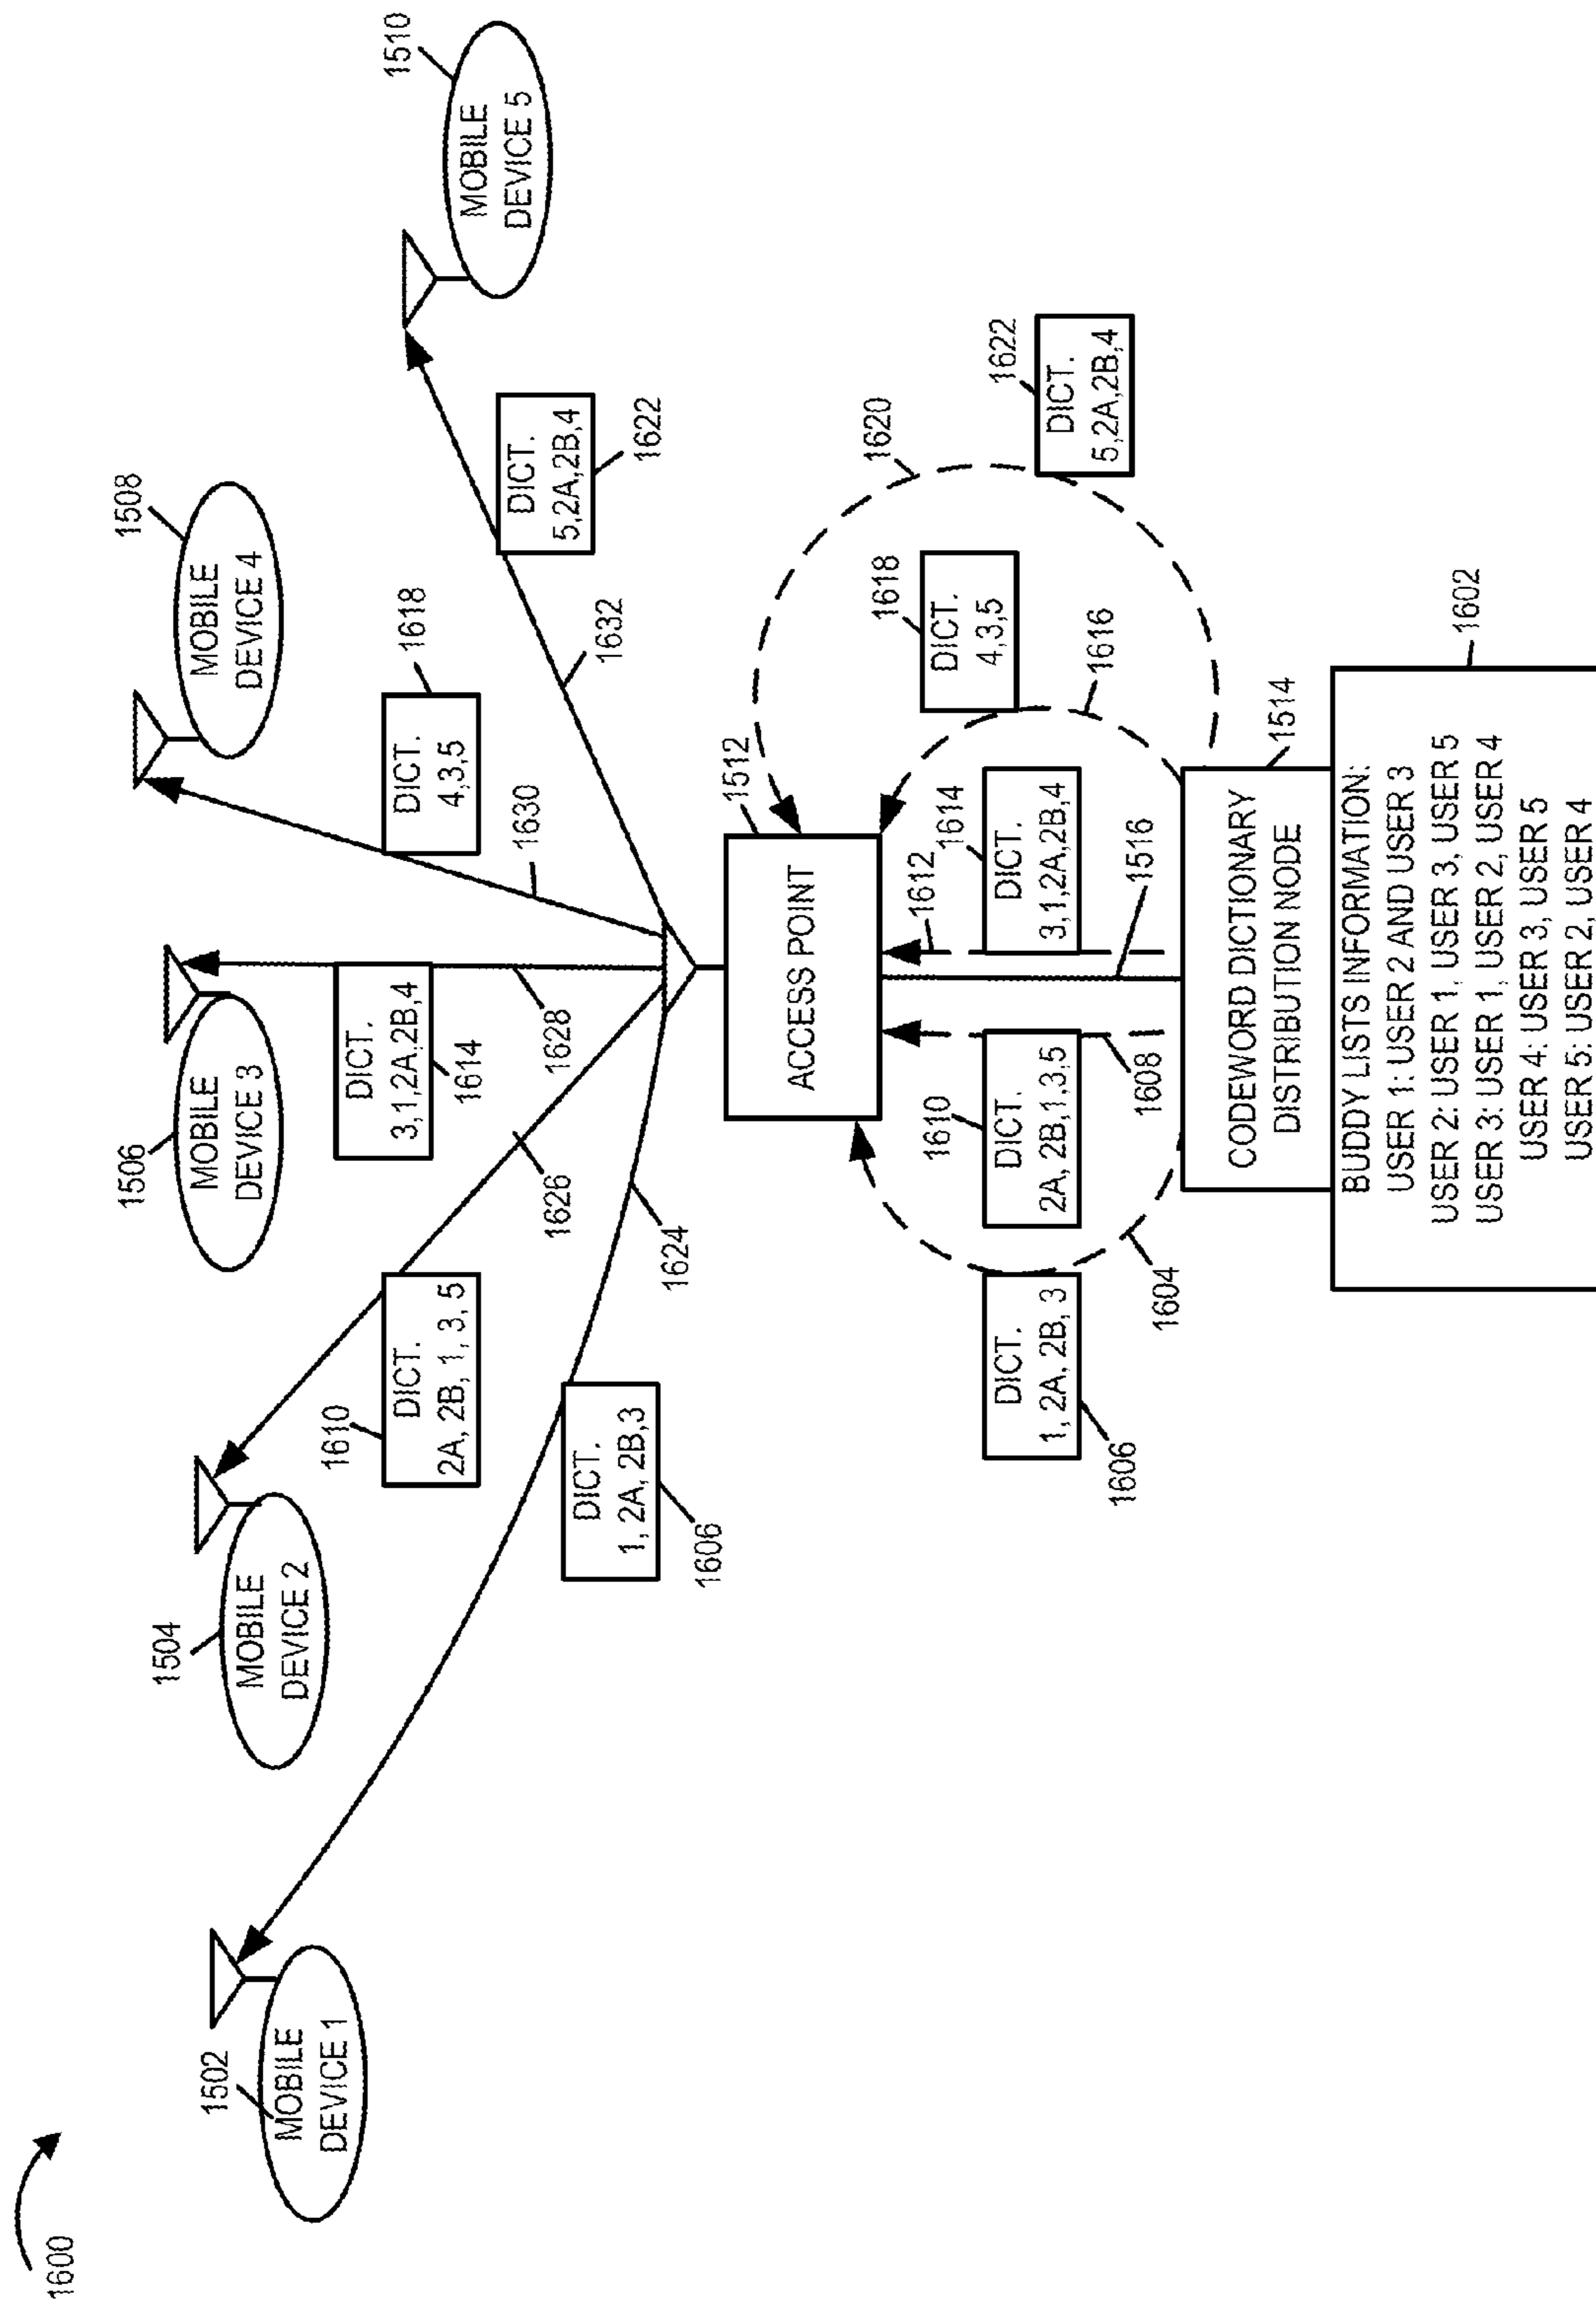 1600
1502
MOBILE
DEVICE 1
1504
MOBILE
DEVICE 2
1506
MOBILE
DEVICE 3
1508
MOBILE
DEVICE 4
1510
MOBILE
DEVICE 5
1606
DICT.
1, 2A, 2B,3
1610
DICT.
2A, 2B, 1, 3, 5
DICT.
3,1,2A,2B,4
1614
DICT.
4,3,5
1618
DICT.
5,2A,2B,4
1622
1624
1626
1628
1630
1632
1512
ACCESS POINT
DICT.
1, 2A, 2B, 3
1606
1604
1610
DICT.
2A, 2B,1,3,5
1608
1612
1614
DICT.
3,1,2A,2B,4
1516
1618
DICT.
4,3,5
1616
1620
1622
DICT.
5,2A,2B,4
1514
CODEWORD DICTIONARY
DISTRIBUTION NODE
1602
BUDDY LISTS INFORMATION:
USER 1: USER 2 AND USER 3
USER 2: USER 1, USER 3, USER 5
USER 3: USER 1, USER 2, USER 4
USER 4: USER 3, USER 5
USER 5: USER 2, USER 4